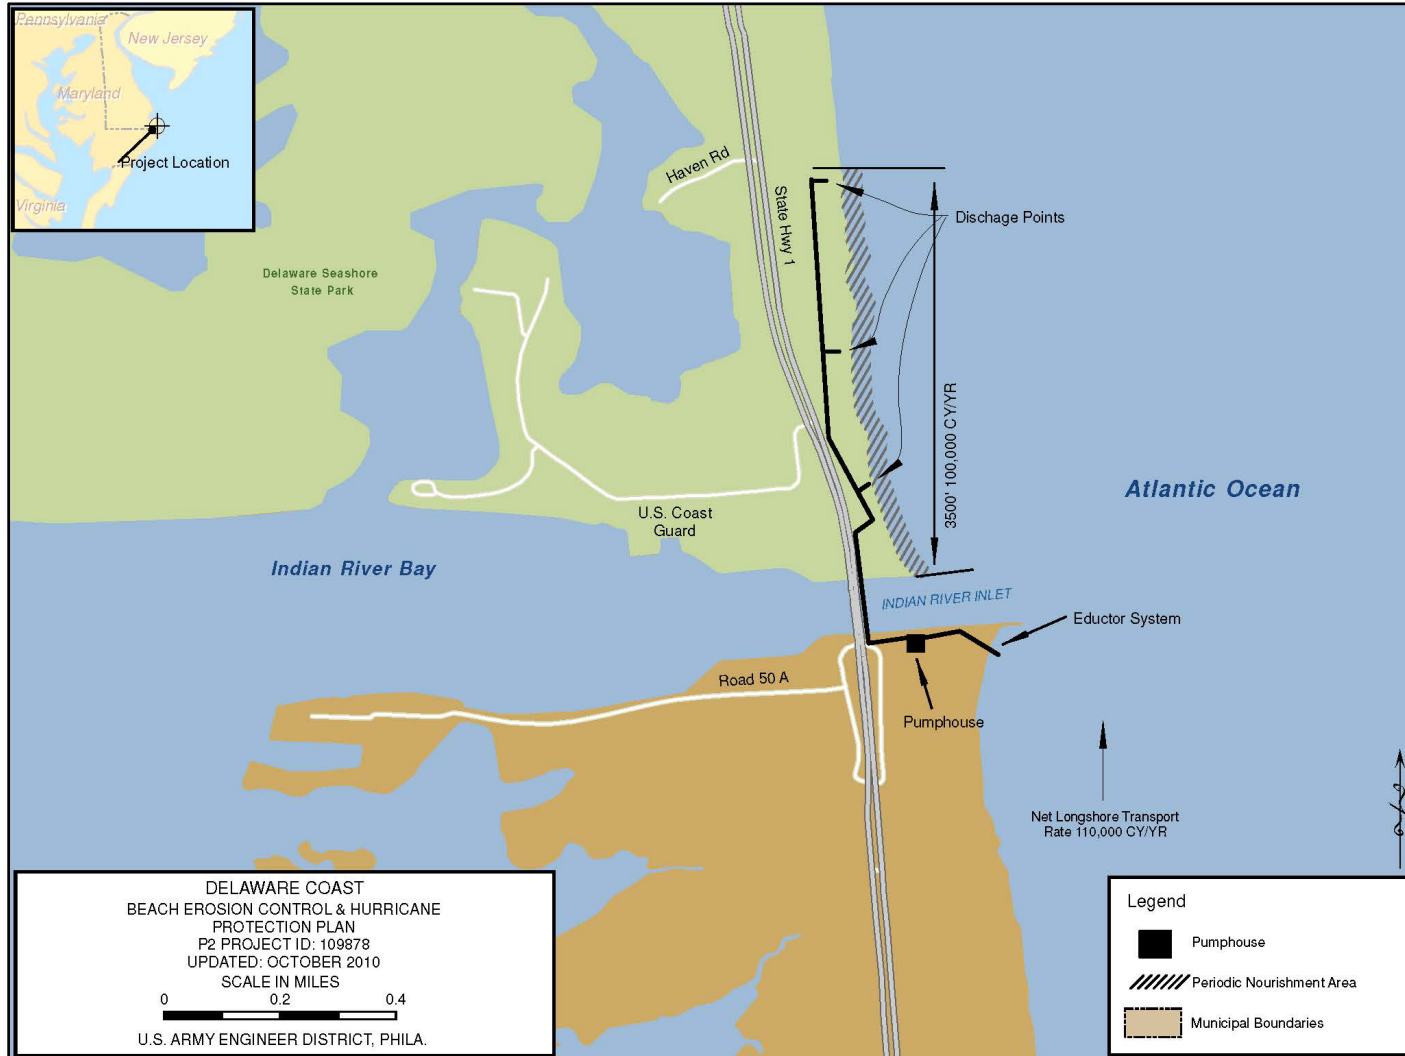 Pennsylvania
New Jersey
Maryland
Project Location
Virginia
Haven Rd
State Hwy 1
Dischage Points
Delaware Seashore
State Park
3500' 100,000 CY/YR
Atlantic Ocean
U.S. Coast
Guard
Indian River Bay
INDIAN RIVER INLET
Eductor System
Road 50 A
Pumphouse
Net Longshore Transport
Rate 110,000 CY/YR
DELAWARE COAST
BEACH EROSION CONTROL & HURRICANE
PROTECTION PLAN
P2 PROJECT ID: 109878
UPDATED: OCTOBER 2010
SCALE IN MILES
0 0.2 0.4
U.S. ARMY ENGINEER DISTRICT, PHILA.
Legend
Pumphouse
Periodic Nourishment Area
Municipal Boundaries